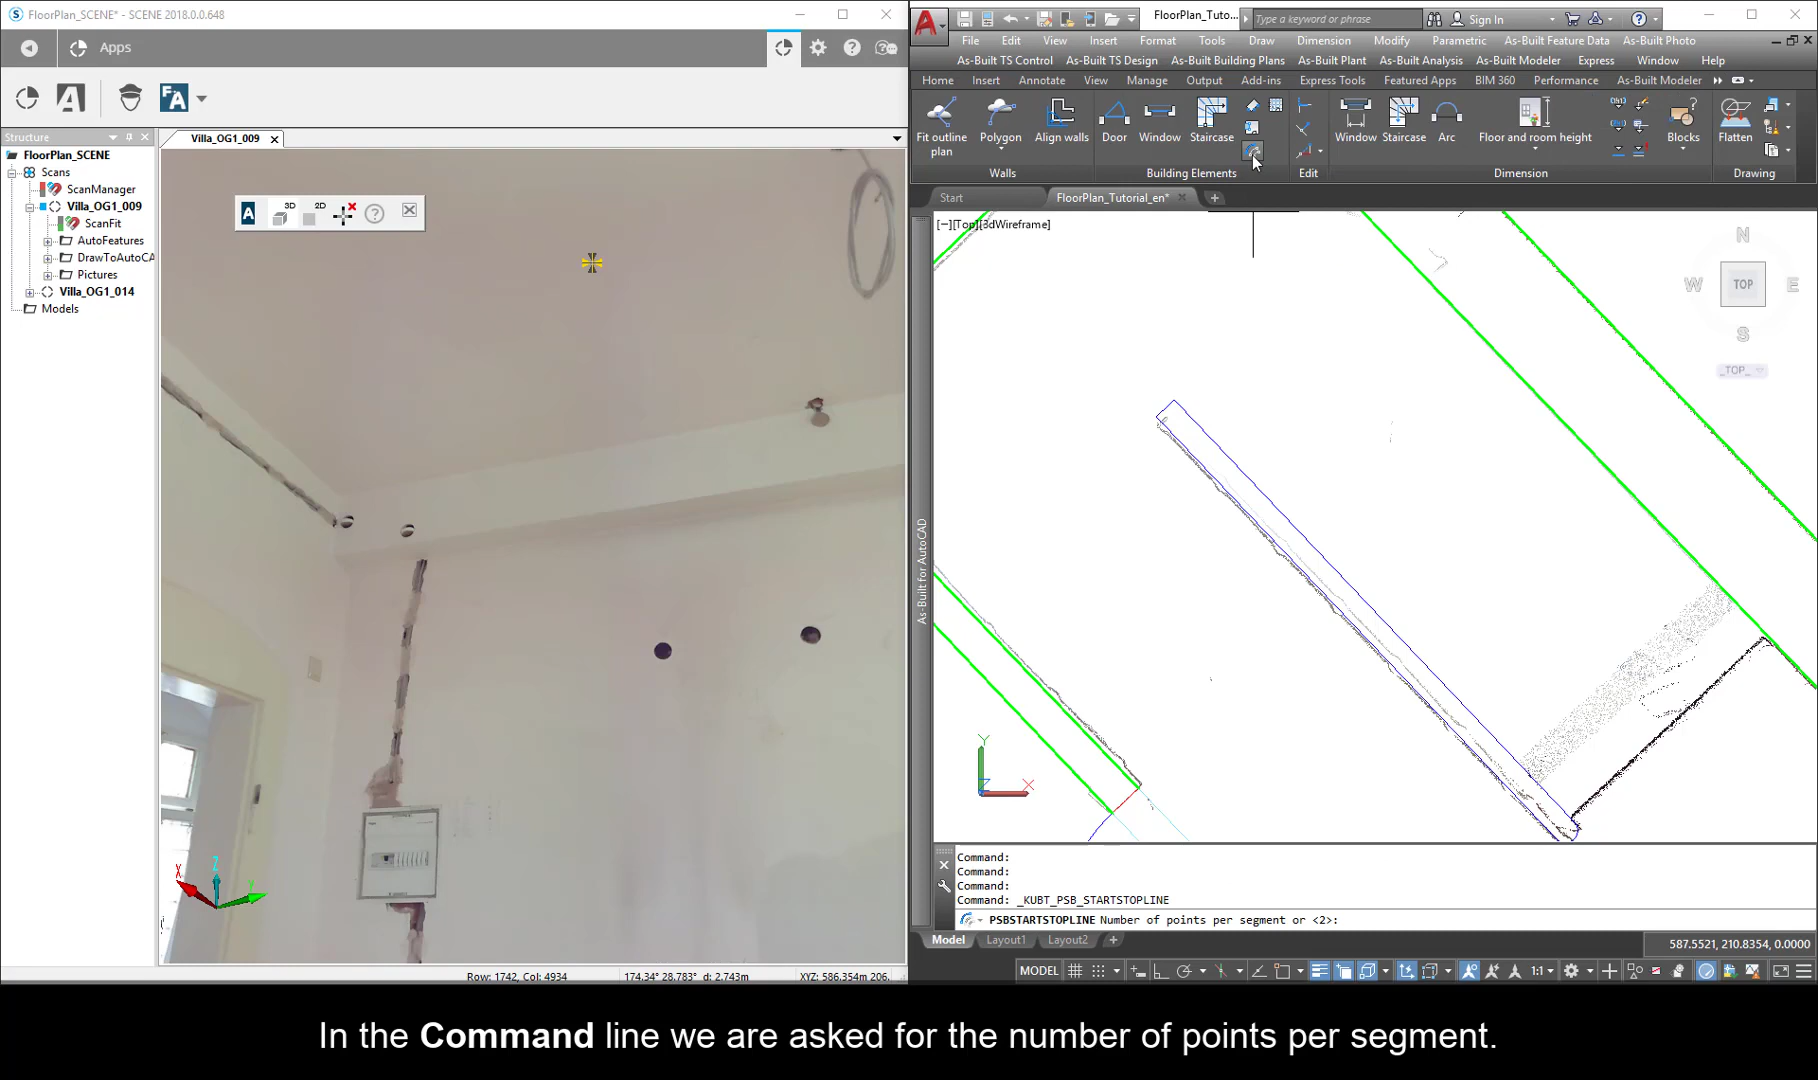 FloorPlan_SCENE* - SCENE 2018.0.0.648
Apps
Structure
FloorPlan_SCENE
Scans
ScanManager
Villa_OG1_009
ScanFit
AutoFeatures
DrawToAutoCA
Pictures
Villa_OG1_014
Models
Villa_OG1_009
3D
2D
Row: 1742, Col: 4934
174.34° 28.783° d: 2.743m
XYZ: 586.354m 206.
FloorPlan_Tuto...
Type a keyword or phrase
Sign In
File Edit View Insert Format Tools Draw Dimension Modify Parametric As-Built Feature Data As-Built Photo
As-Built TS Control As-Built TS Design As-Built Building Plans As-Built Plant As-Built Analysis As-Built Modeler Express Window Help
Home Insert Annotate View Manage Output Add-ins Express Tools Featured Apps BIM 360 Performance As-Built Modeler
Fit outline plan
Polygon
Align walls
Door
Window
Staircase
Window
Staircase
Arc
Floor and room height
Blocks
Flatten
Walls
Building Elements
Edit
Dimension
Drawing
Start
FloorPlan_Tutorial_en*
[−][Top][3dWireframe]
N
W
TOP
E
S
_TOP_
As-Built for AutoCAD
Y
X
Z
Command:
Command:
Command:
Command: _KUBT_PSB_STARTSTOPLINE
PSBSTARTSTOPLINE Number of points per segment or <2>:
Model Layout1 Layout2
587.5521, 210.8354, 0.0000
MODEL
1:1
In the Command line we are asked for the number of points per segment.